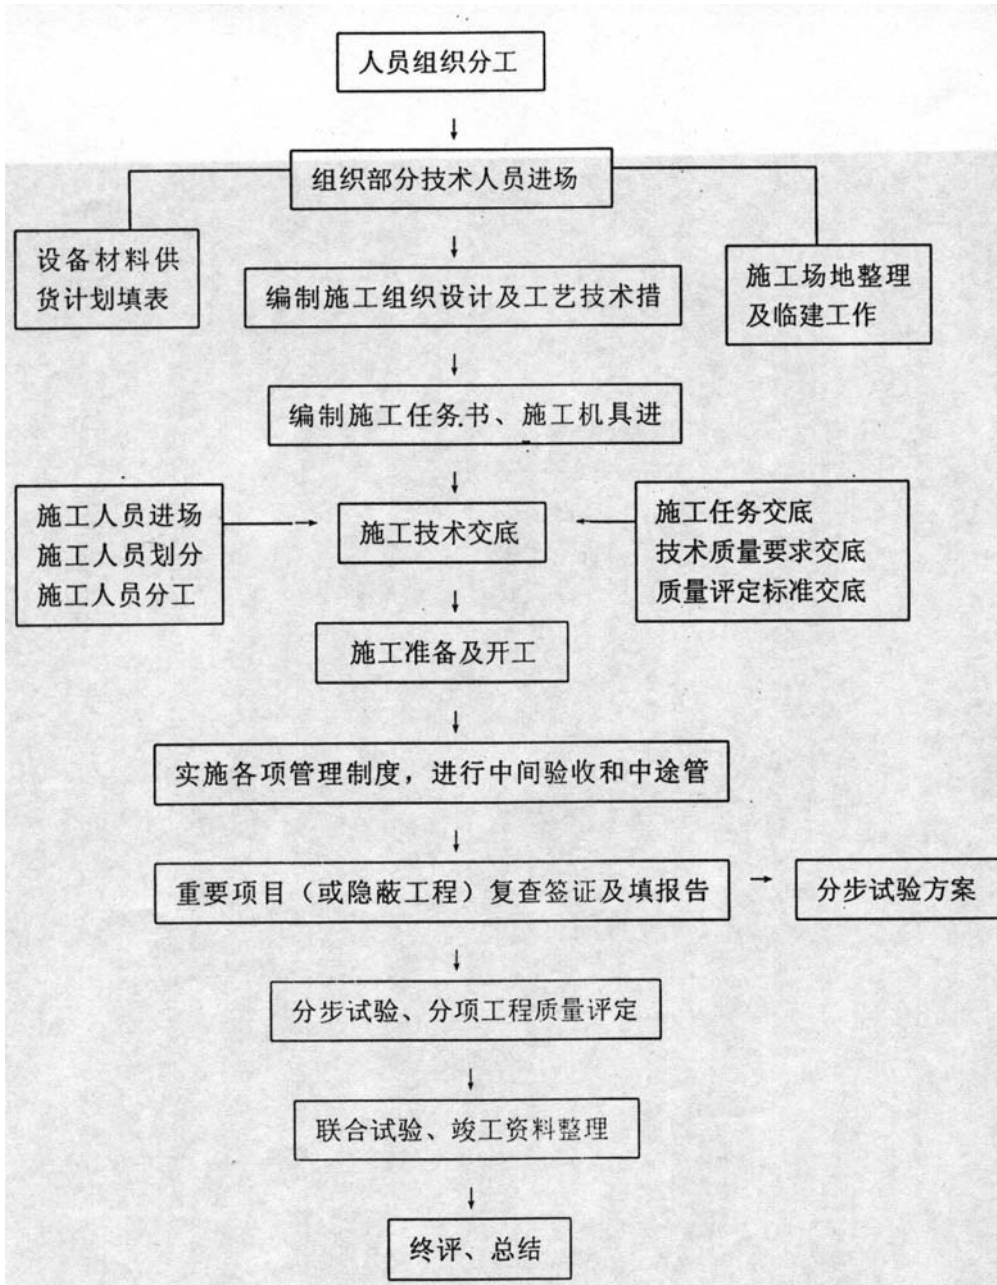 人员组织分工
组织部分技术人员进场
设备材料供
货计划填表
编制施工组织设计及工艺技术措
施工场地整理
及临建工作
编制施工任务书、施工机具进
施工人员进场
施工人员划分
施工人员分工
施工技术交底
施工任务交底
技术质量要求交底
质量评定标准交底
施工准备及开工
实施各项管理制度，进行中间验收和中途管
重要项目（或隐蔽工程）复查签证及填报告
分步试验方案
分步试验、分项工程质量评定
联合试验、竣工资料整理
终评、总结